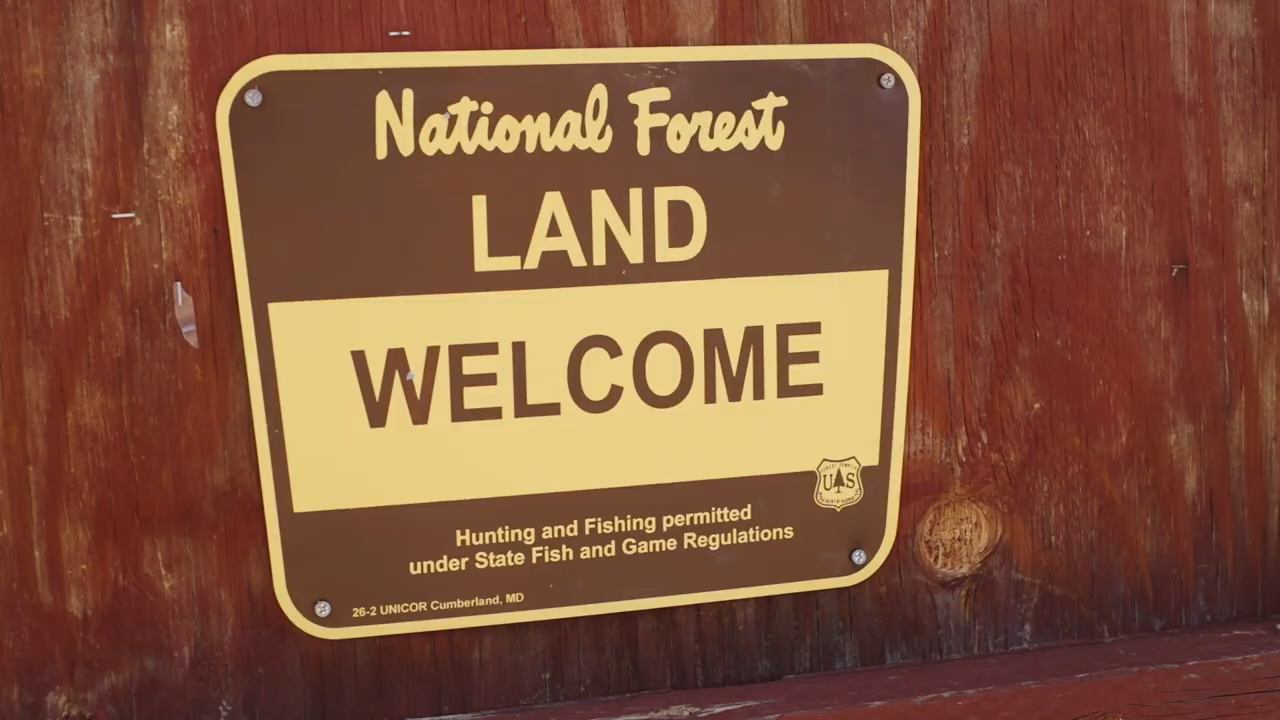 National Forest
LAND
WELCOME
U S
Hunting and Fishing permitted
under State Fish and Game Regulations
26-2 UNICOR Cumberland, MD